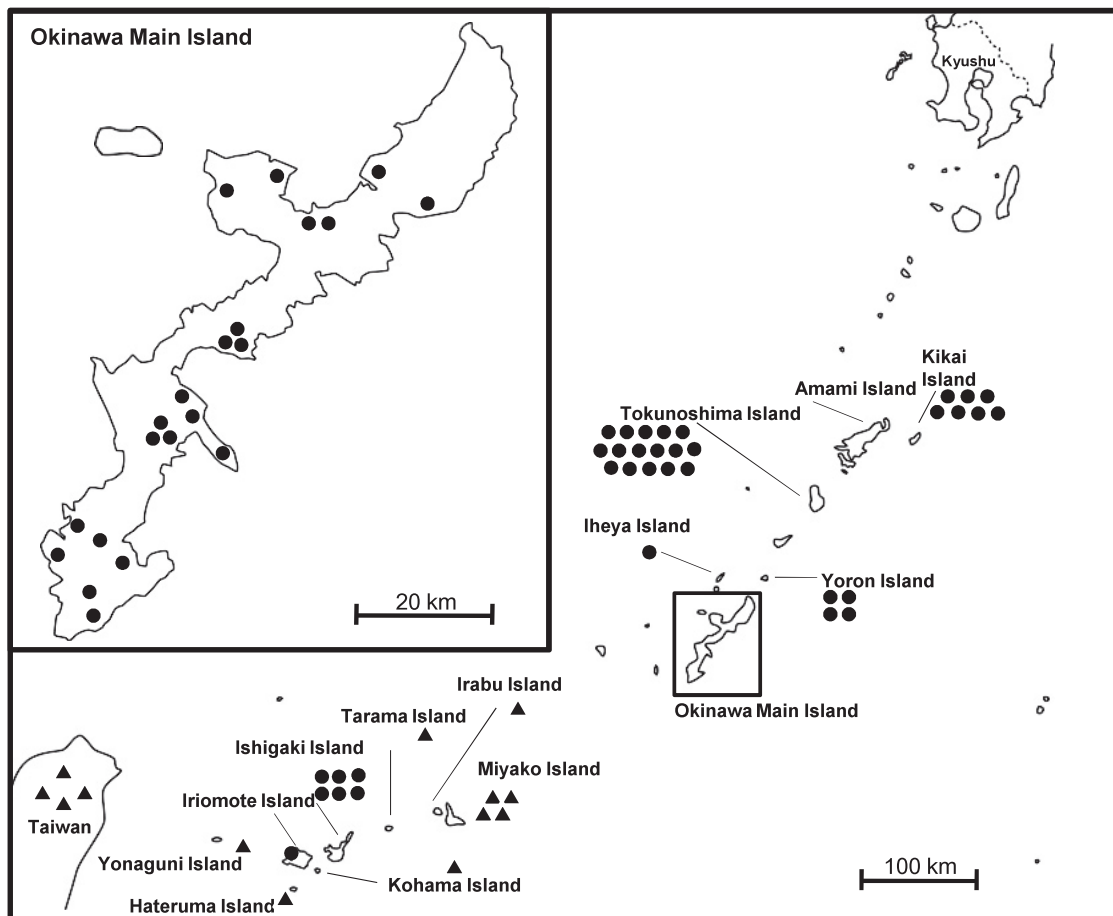 Okinawa Main Island
Kyushu
Kikai
Island
Amami Island
Tokunoshima Island
Iheya Island
Yoron Island
20 km
Okinawa Main Island
Irabu Island
Tarama Island
Ishigaki Island
Miyako Island
Iriomote Island
Taiwan
Yonaguni Island
100 km
Kohama Island
Hateruma Island